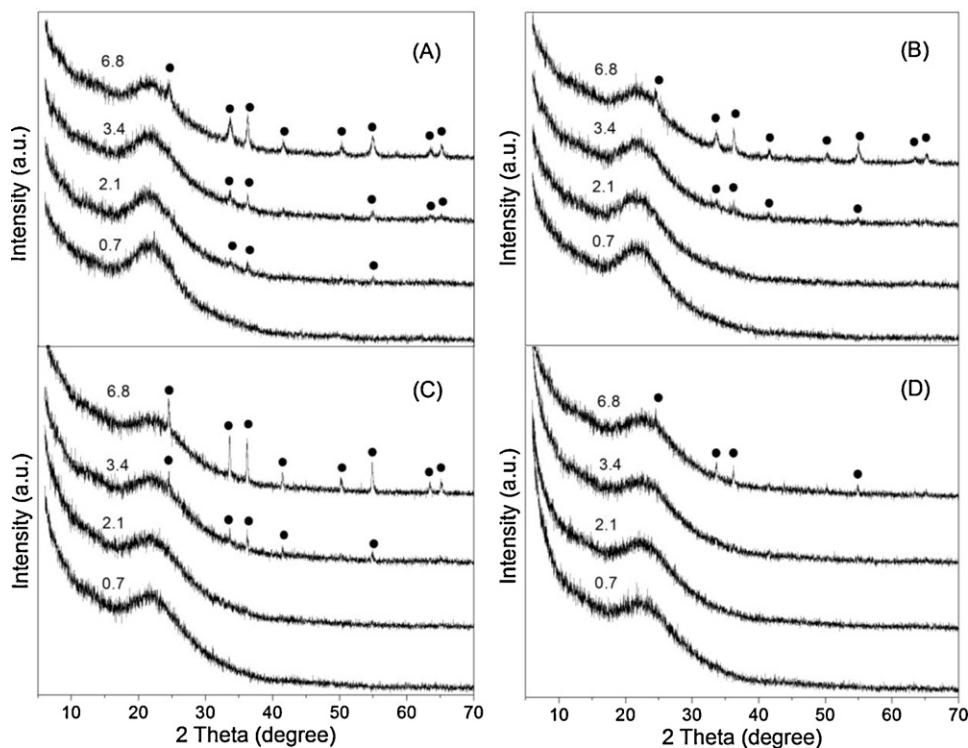 (A)
6.8
3.4
2.1
0.7
Intensity (a.u.)
(B)
6.8
3.4
2.1
0.7
Intensity (a.u.)
(C)
6.8
3.4
2.1
0.7
Intensity (a.u.)
10 20 30 40 50 60 70
2 Theta (degree)
(D)
6.8
3.4
2.1
0.7
Intensity (a.u.)
10 20 30 40 50 60 70
2 Theta (degree)